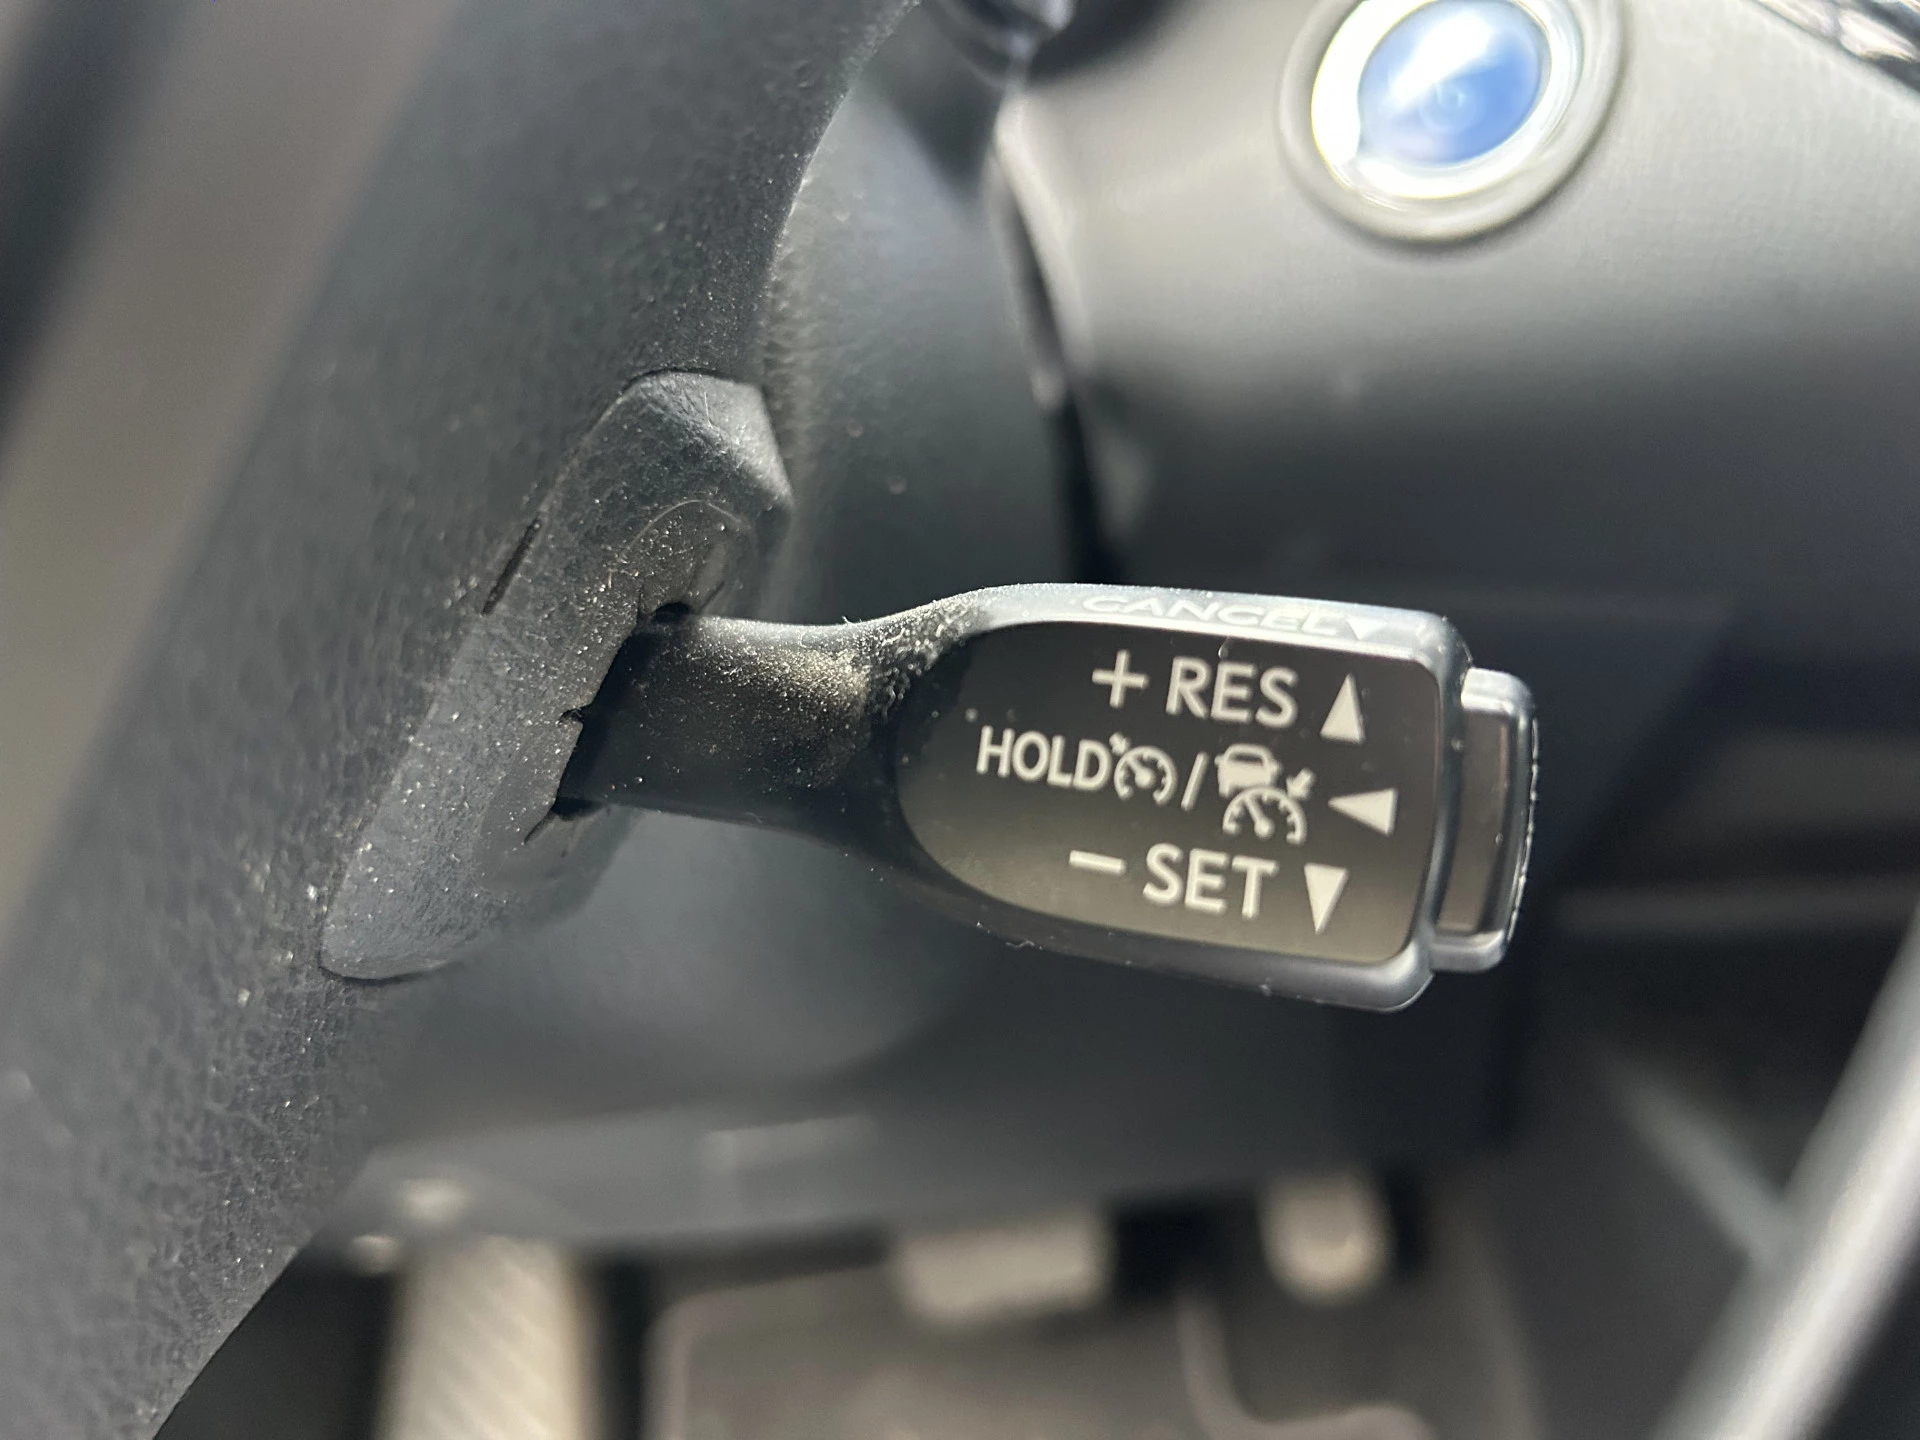 CANCEL▼
+ RES ▲
HOLD / ◀
− SET ▼